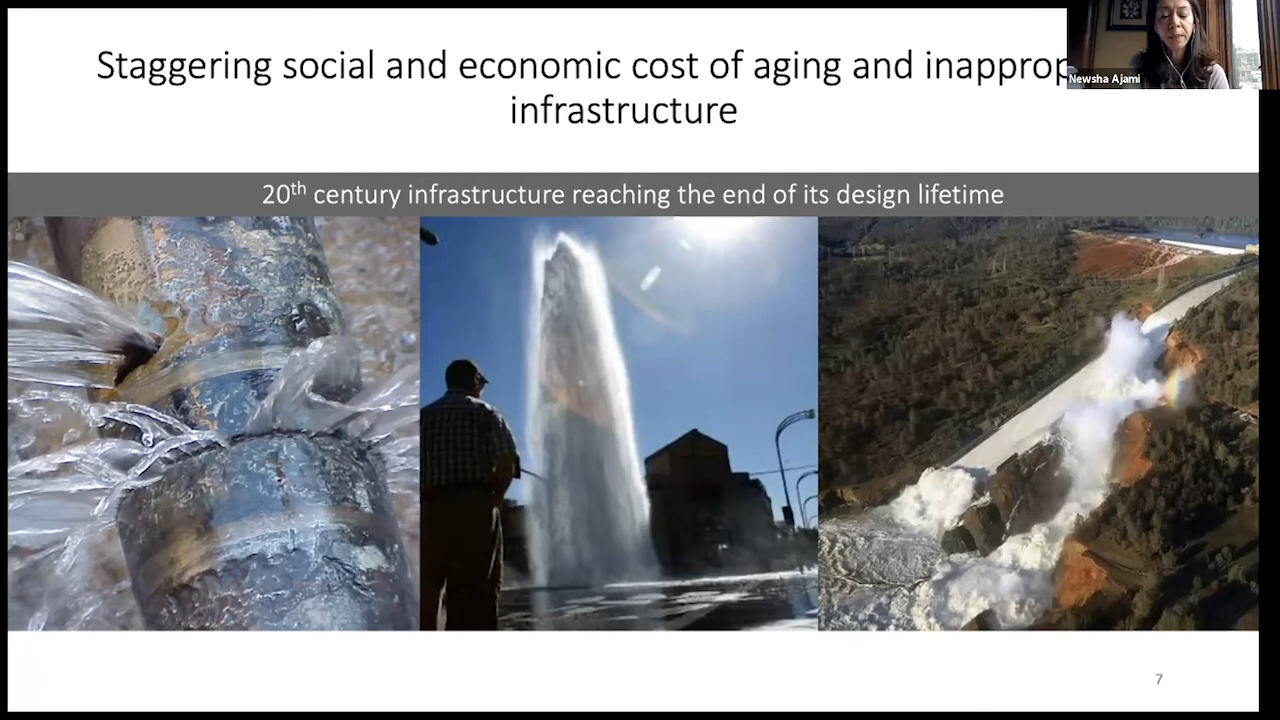 Staggering social and economic cost of aging and inapprop
infrastructure
Newsha Ajami
20th century infrastructure reaching the end of its design lifetime
7